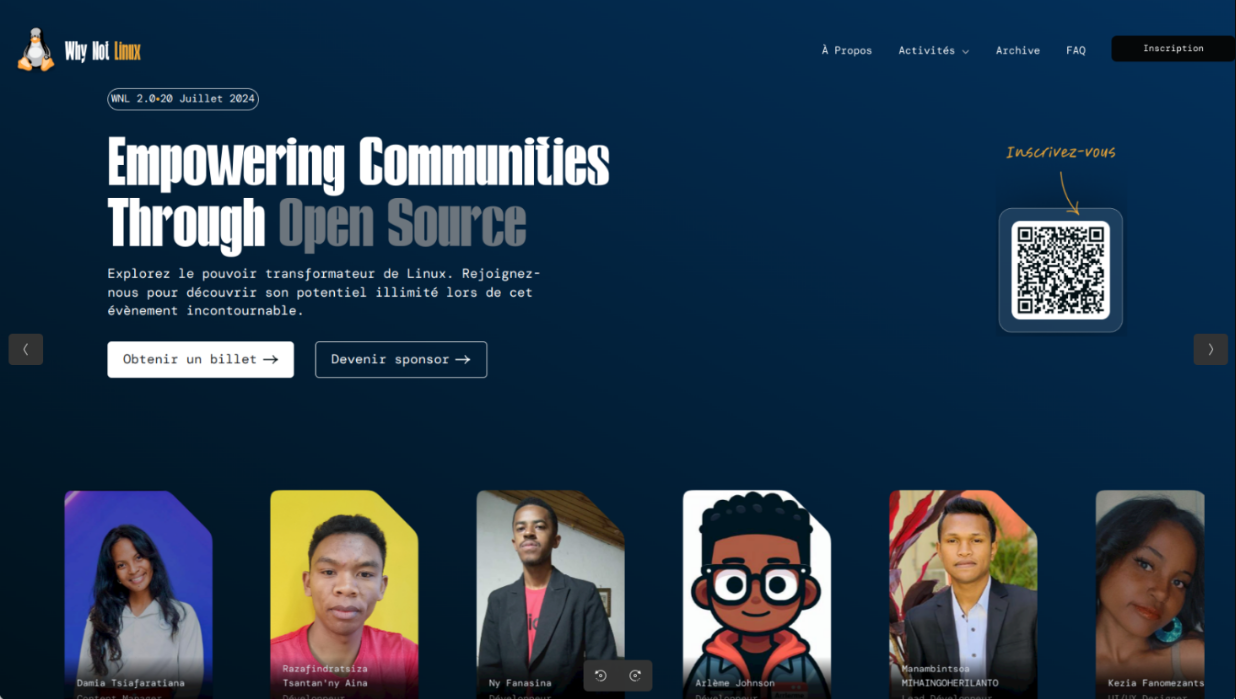 Why Not Linux
À Propos
Activités
Archive
FAQ
Inscription
WNL 2.0•20 Juillet 2024
Empowering Communities
Through Open Source
Explorez le pouvoir transformateur de Linux. Rejoignez-
nous pour découvrir son potentiel illimité lors de cet
évènement incontournable.
Obtenir un billet
Devenir sponsor
Inscrivez-vous
Damia Tsiafaratiana
Content Manager
Razafindratsiza
Tsantan'ny Aina
Développeur
Ny Fanasina
Développeur
Arlème Johnson
Développeur
Manambintsoa
MIHAINGOHERILANTO
Lead Développeur
Kezia Fanomezants
UI/UX Designer